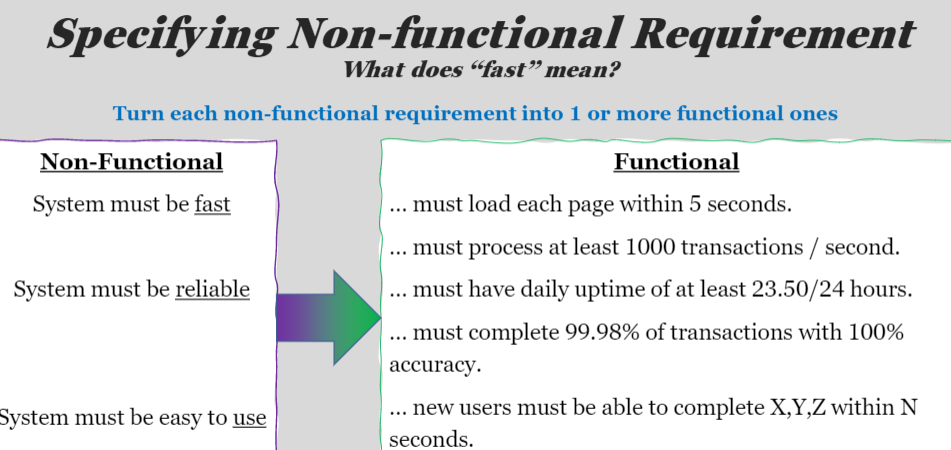 Specifying Non-functional Requirement
What does “fast” mean?
Turn each non-functional requirement into 1 or more functional ones
Non-Functional
System must be fast
System must be reliable
System must be easy to use
Functional
... must load each page within 5 seconds.
... must process at least 1000 transactions / second.
... must have daily uptime of at least 23.50/24 hours.
... must complete 99.98% of transactions with 100%
accuracy.
... new users must be able to complete X,Y,Z within N
seconds.